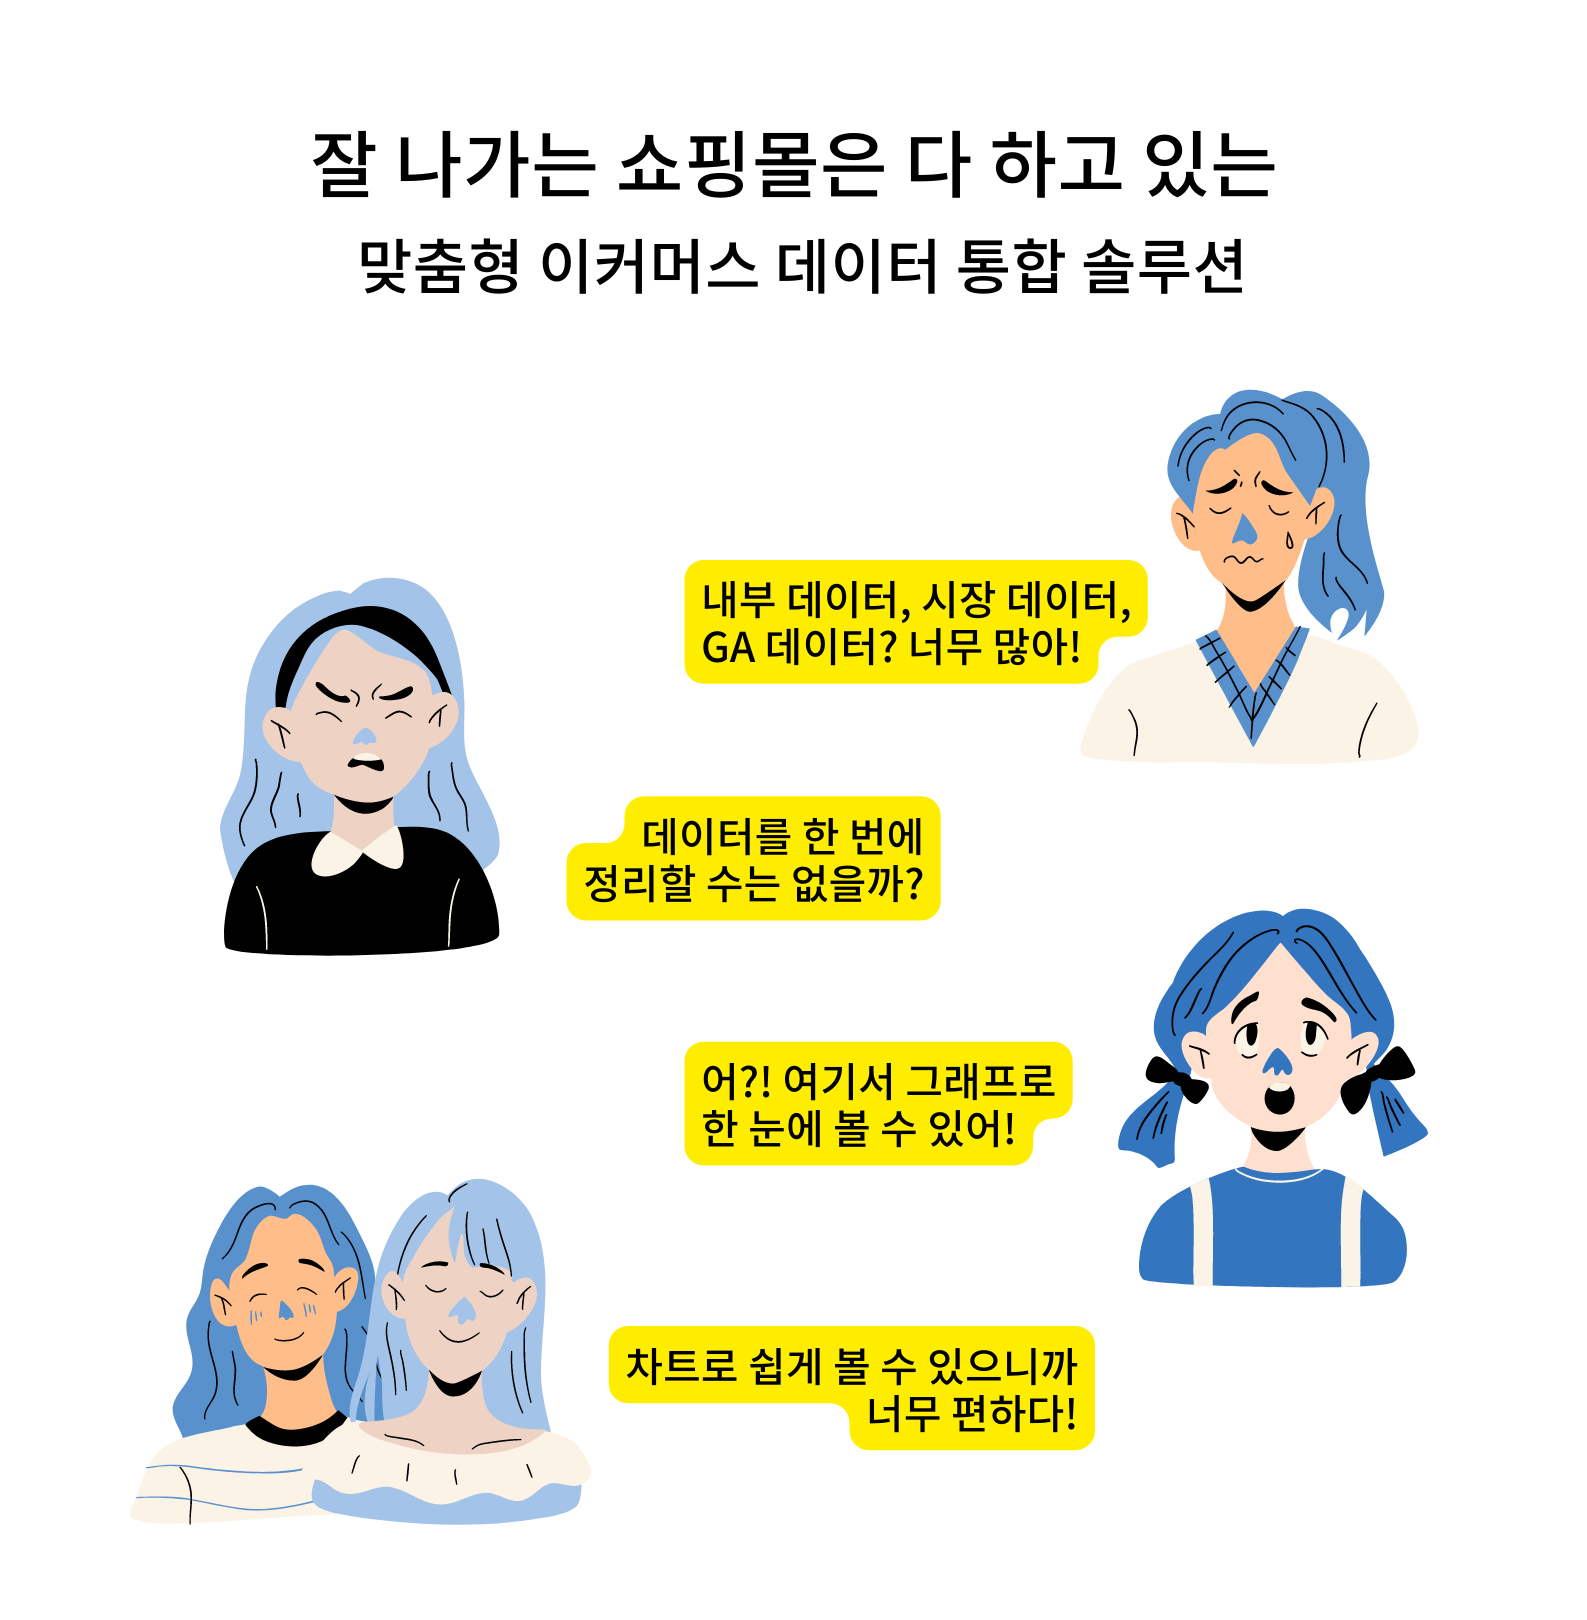 잘 나가는 쇼핑몰은 다 하고 있는
맞춤형 이커머스 데이터 통합 솔루션
내부 데이터, 시장 데이터,
GA 데이터? 너무 많아!
데이터를 한 번에
정리할 수는 없을까?
어?! 여기서 그래프로
한 눈에 볼 수 있어!
차트로 쉽게 볼 수 있으니까
너무 편하다!